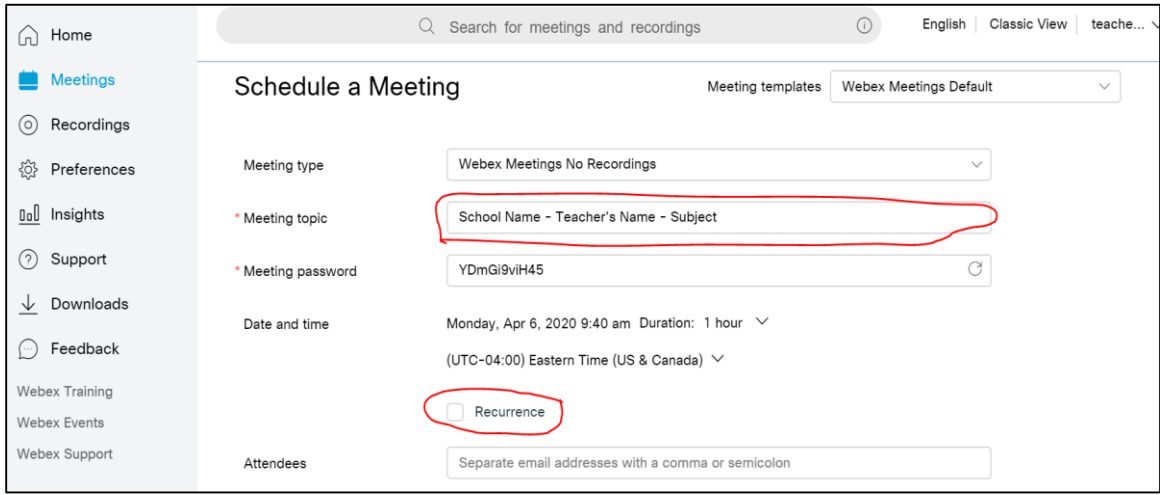 Home
Search for meetings and recordings
English
Classic View
teache...
Meetings
Schedule a Meeting
Meeting templates
Webex Meetings Default
Recordings
Preferences
Meeting type
Webex Meetings No Recordings
Insights
* Meeting topic
School Name - Teacher's Name - Subject
Support
* Meeting password
YDmGi9viH45
Downloads
Date and time
Monday, Apr 6, 2020 9:40 am Duration: 1 hour
Feedback
(UTC-04:00) Eastern Time (US & Canada)
Webex Training
Recurrence
Webex Events
Webex Support
Attendees
Separate email addresses with a comma or semicolon